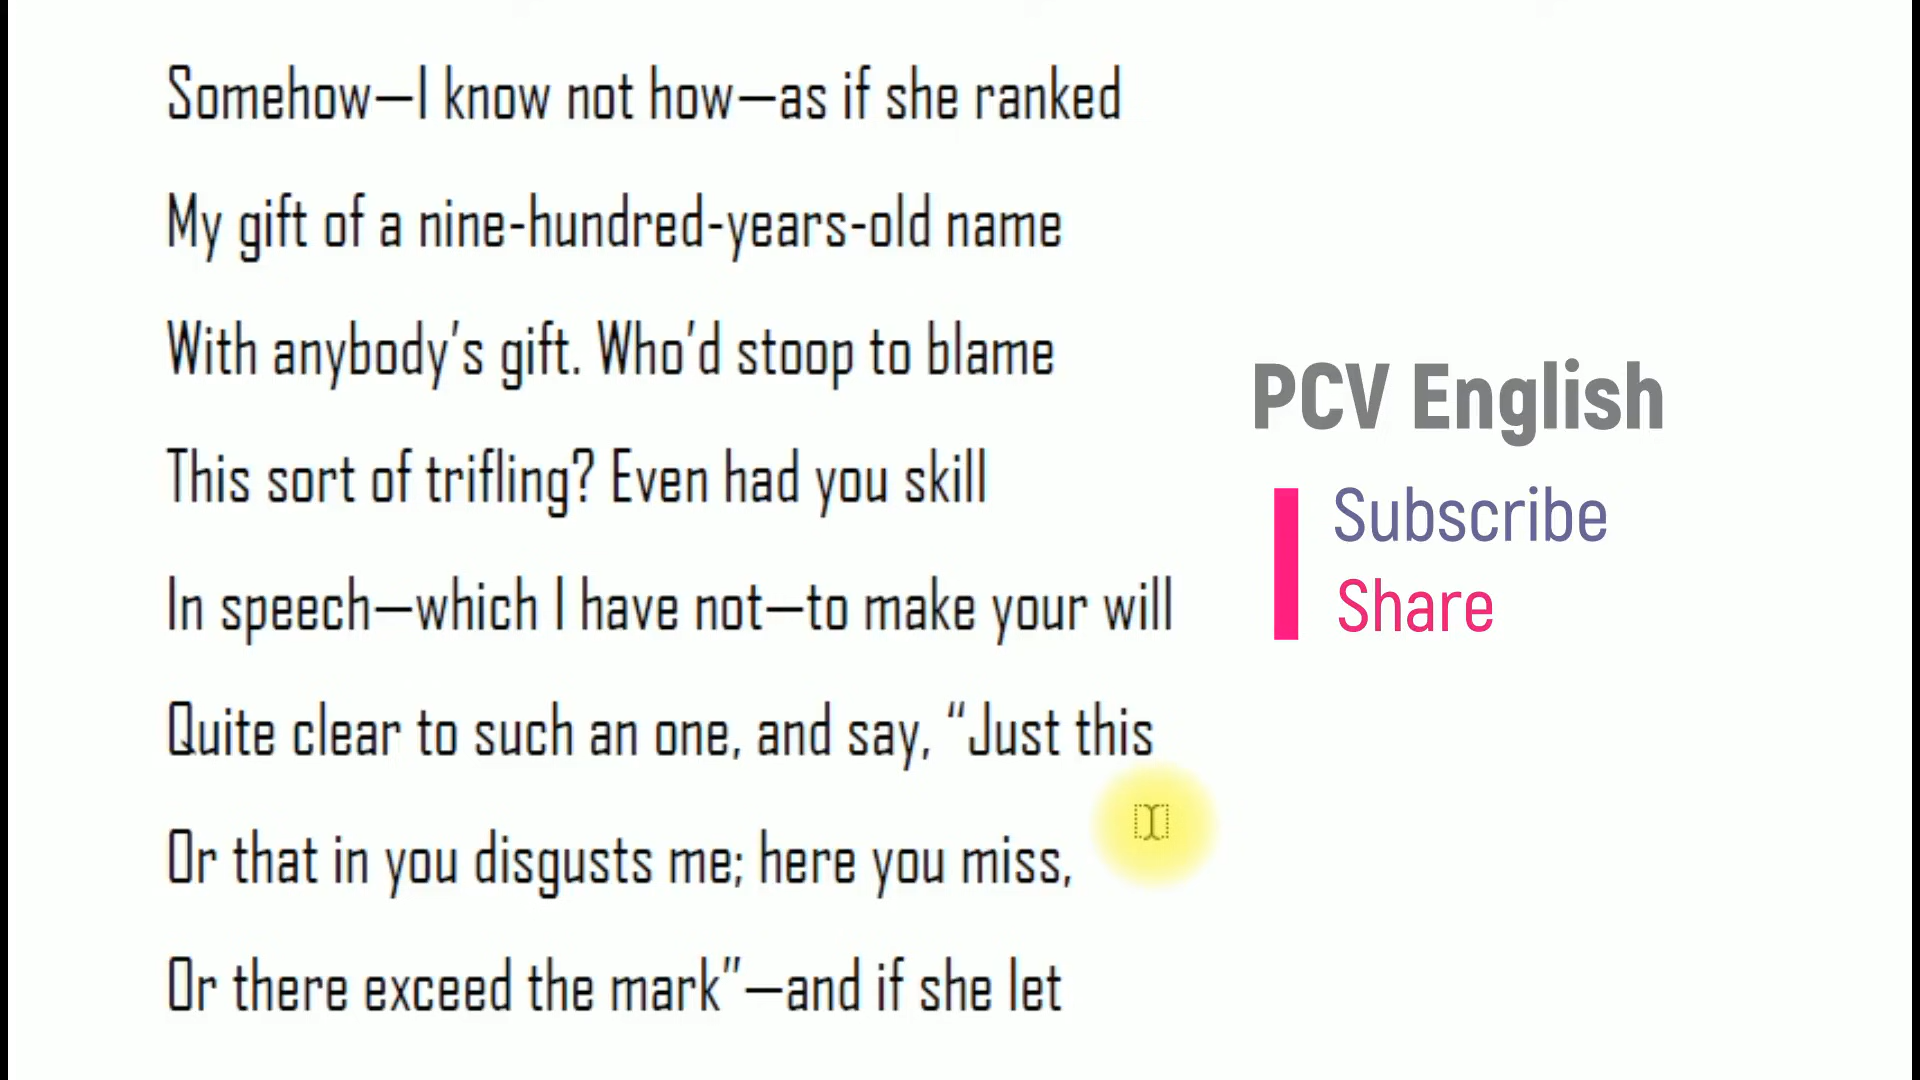 Somehow—I know not how—as if she ranked
My gift of a nine-hundred-years-old name
With anybody’s gift. Who’d stoop to blame
This sort of trifling? Even had you skill
In speech—which I have not—to make your will
Quite clear to such an one, and say, “Just this
Or that in you disgusts me; here you miss,
Or there exceed the mark”—and if she let
PCV English
Subscribe
Share